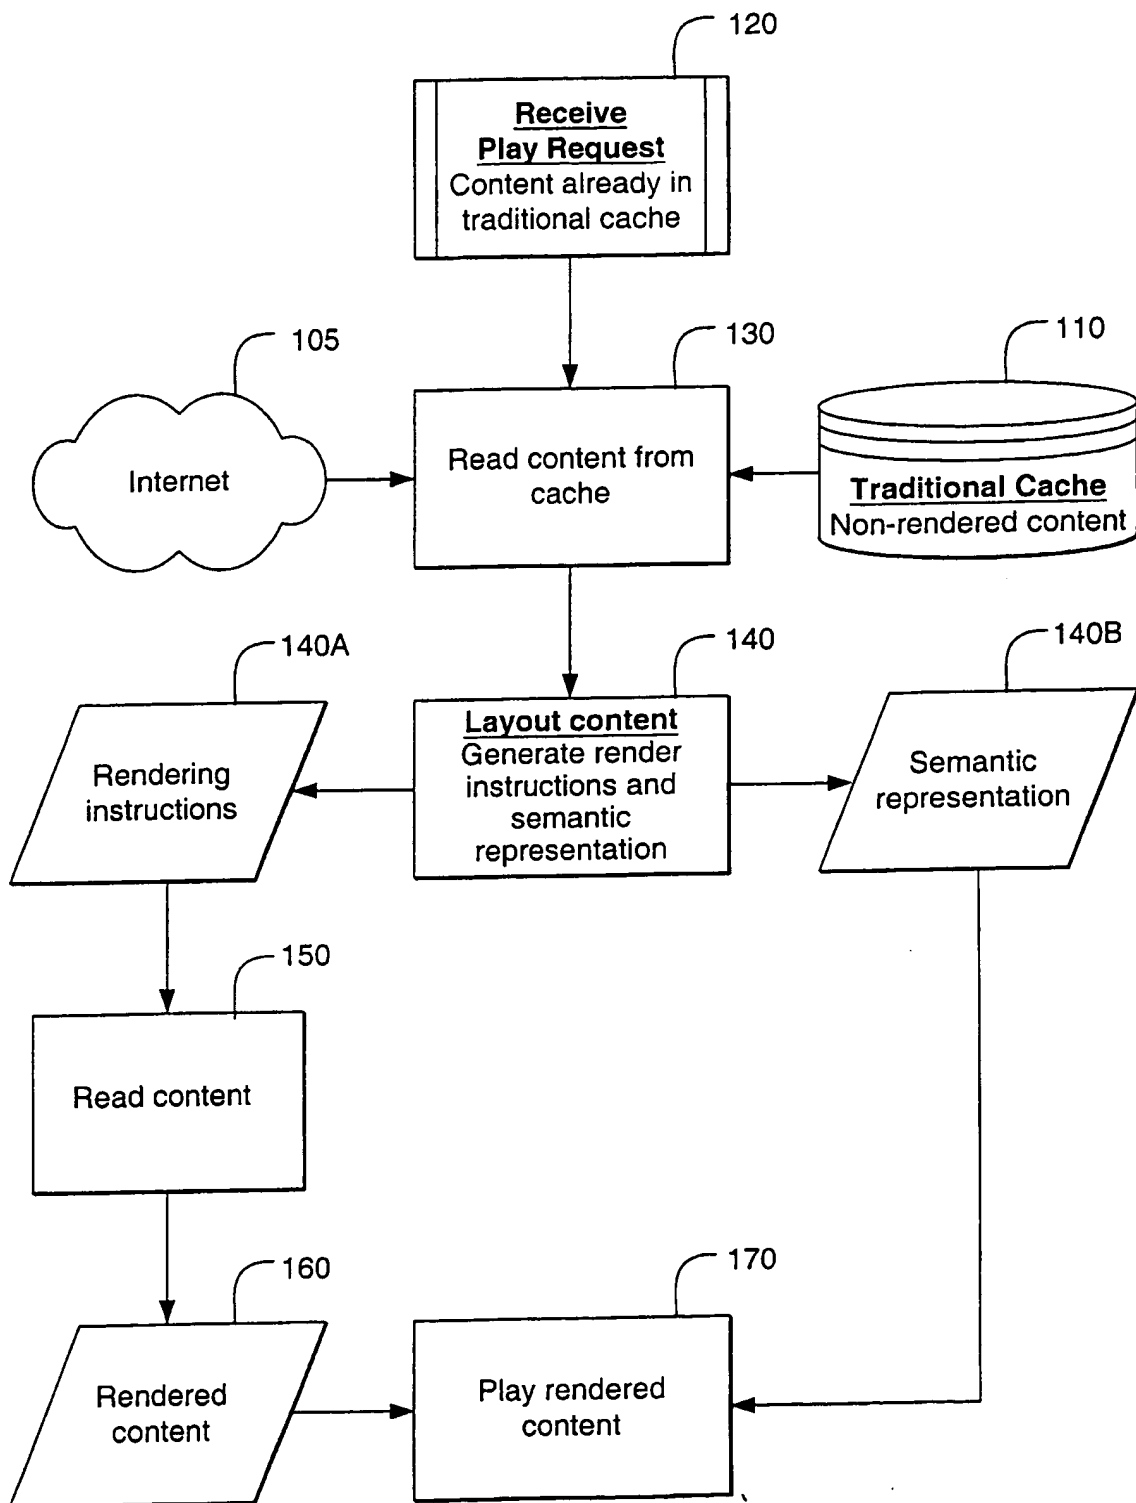 120
Receive
Play Request
Content already in
traditional cache
105
130
110
Internet
Read content from
cache
Traditional Cache
Non-rendered content
140A
140
140B
Rendering
instructions
Layout content
Generate render
instructions and
semantic
representation
Semantic
representation
150
Read content
160
170
Rendered
content
Play rendered
content